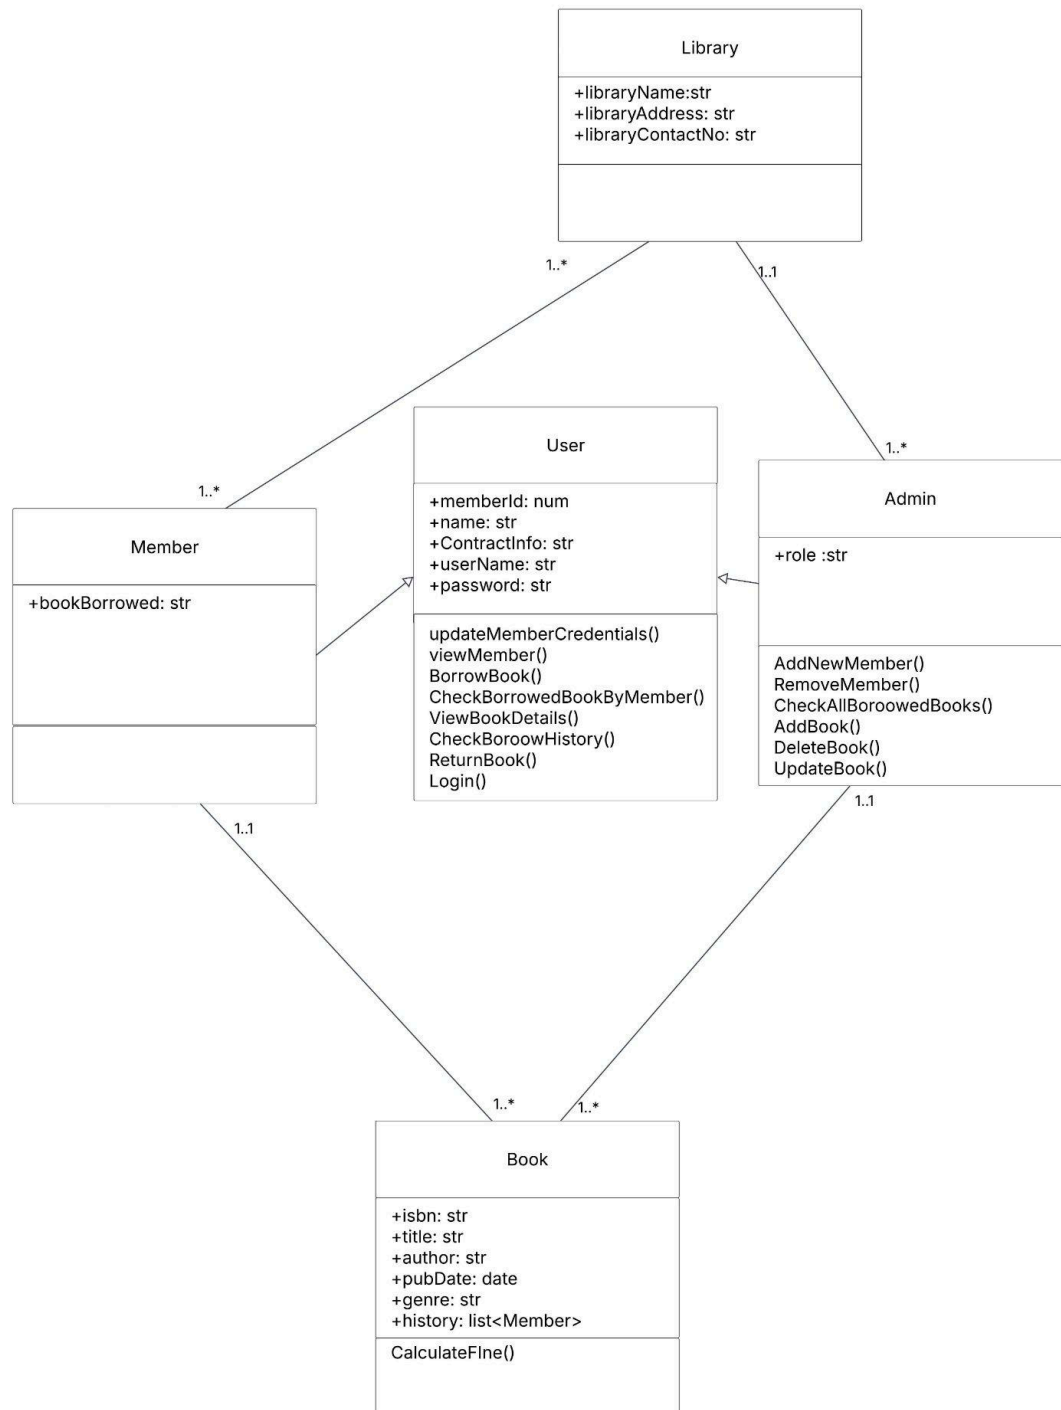 Library
+libraryName:str
+libraryAddress: str
+libraryContactNo: str
1..*
1..1
User
+memberId: num
+name: str
+ContractInfo: str
+userName: str
+password: str
updateMemberCredentials()
viewMember()
BorrowBook()
CheckBorrowedBookByMember()
ViewBookDetails()
CheckBoroowHistory()
ReturnBook()
Login()
1..*
Admin
+role :str
AddNewMember()
RemoveMember()
CheckAllBoroowedBooks()
AddBook()
DeleteBook()
UpdateBook()
1..*
Member
+bookBorrowed: str
1..1
1..1
1..*
1..*
Book
+isbn: str
+title: str
+author: str
+pubDate: date
+genre: str
+history: list<Member>
CalculateFIne()